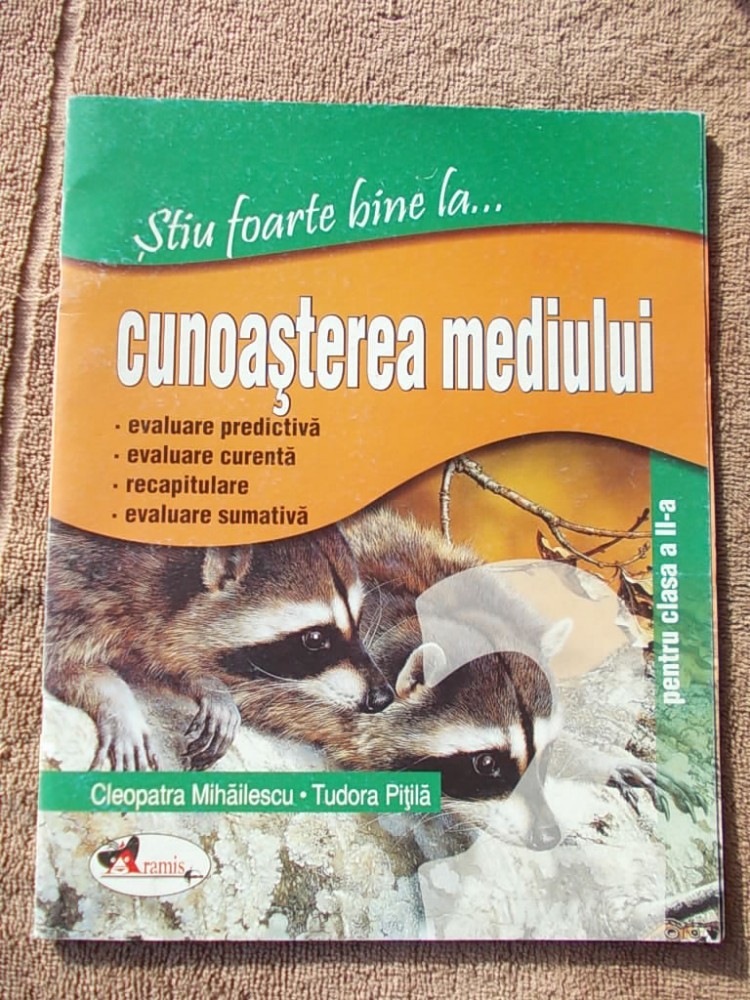 Știu foarte bine la...
cunoașterea mediului
· evaluare predictivă
· evaluare curentă
· recapitulare
· evaluare sumativă
pentru clasa a II-a
Cleopatra Mihăilescu • Tudora Pițilă
Aramis